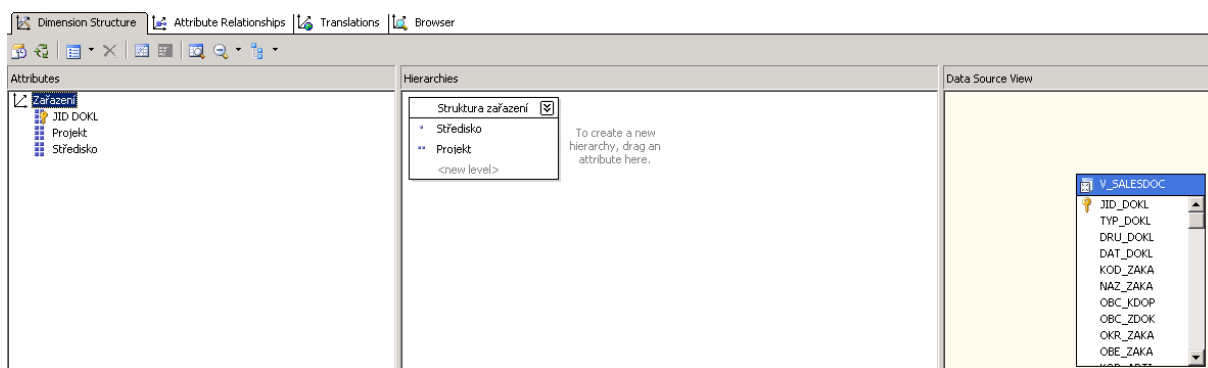 Dimension Structure Attribute Relationships Translations Browser
Attributes
Zařazení
JID DOKL
Projekt
Středisko
Hierarchies
Struktura zařazení
Středisko
Projekt
<new level>
To create a new
hierarchy, drag an
attribute here.
Data Source View
V_SALESDOC
JID_DOKL
TYP_DOKL
DRU_DOKL
DAT_DOKL
KOD_ZAKA
NAZ_ZAKA
OBC_KDOP
OBC_ZDOK
OKR_ZAKA
OBE_ZAKA